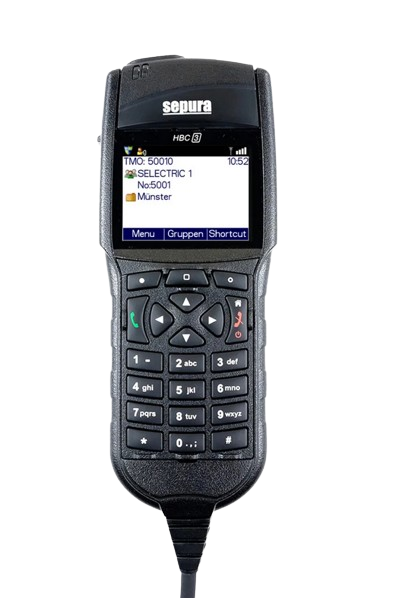 sepura
HBC 3
TMO: 50010 10:52
SELECTRIC 1
No:5001
Münster
Menu Gruppen Shortcut
1 - 2 abc 3 def
4 ghi 5 jkl 6 mno
7 pqrs 8 tuv 9 wxyz
* 0 .,: #